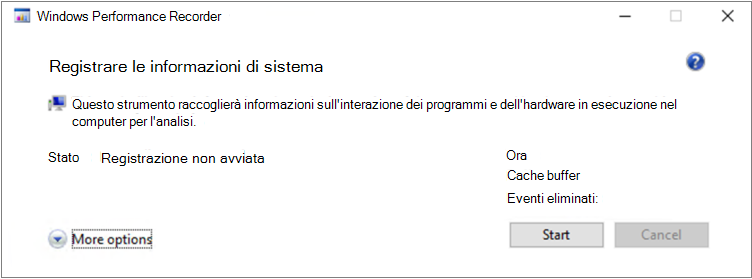 Windows Performance Recorder
Registrare le informazioni di sistema
Questo strumento raccoglierà informazioni sull'interazione dei programmi e dell'hardware in esecuzione nel
computer per l'analisi.
Stato Registrazione non avviata
Ora
Cache buffer
Eventi eliminati:
More options
Start
Cancel